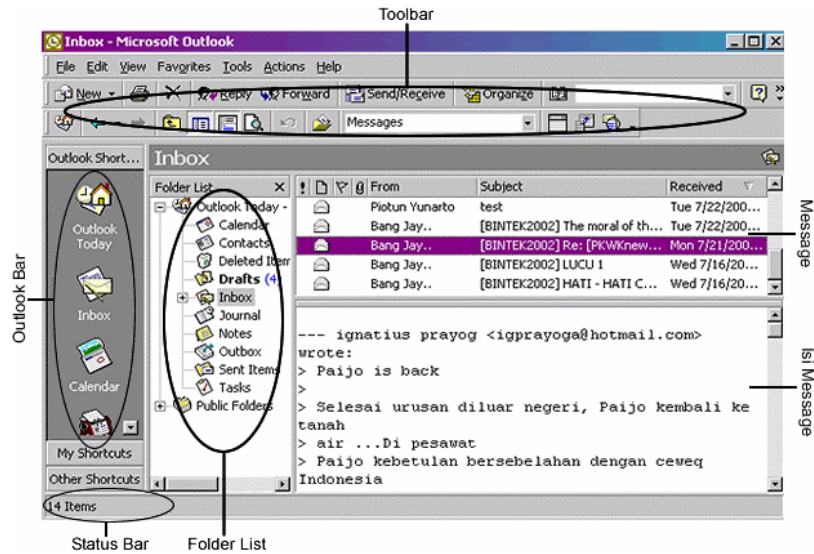 Toolbar
Inbox - Microsoft Outlook
File Edit View Favorites Tools Actions Help
New Reply Forward Send/Receive Organize
Messages
Outlook Short... Inbox
Outlook Bar
Outlook
Today
Inbox
Calendar
My Shortcuts
Other Shortcuts
Folder List X
Outlook Today -
Calendar
Contacts
Deleted Item
Drafts (4)
Inbox
Journal
Notes
Outbox
Sent Items
Tasks
Public Folders
! From Subject Received
Piotun Yunarto test Tue 7/22/200...
Bang Jay.. [BINTEK2002] The moral of th... Tue 7/22/200...
Bang Jay.. [BINTEK2002] Re: [PKWKnew... Mon 7/21/200...
Bang Jay.. [BINTEK2002] LUCU 1 Wed 7/16/20...
Bang Jay.. [BINTEK2002] HATI - HATI C... Wed 7/16/20...
Message
--- ignatius prayog <igprayoga@hotmail.com>
wrote:
> Paijo is back
>
> Selesai urusan diluar negeri, Paijo kembali ke
tanah
> air ...Di pesawat
> Paijo kebetulan bersebelahan dengan ceweq
Indonesia
Isi Message
14 Items
Status Bar Folder List